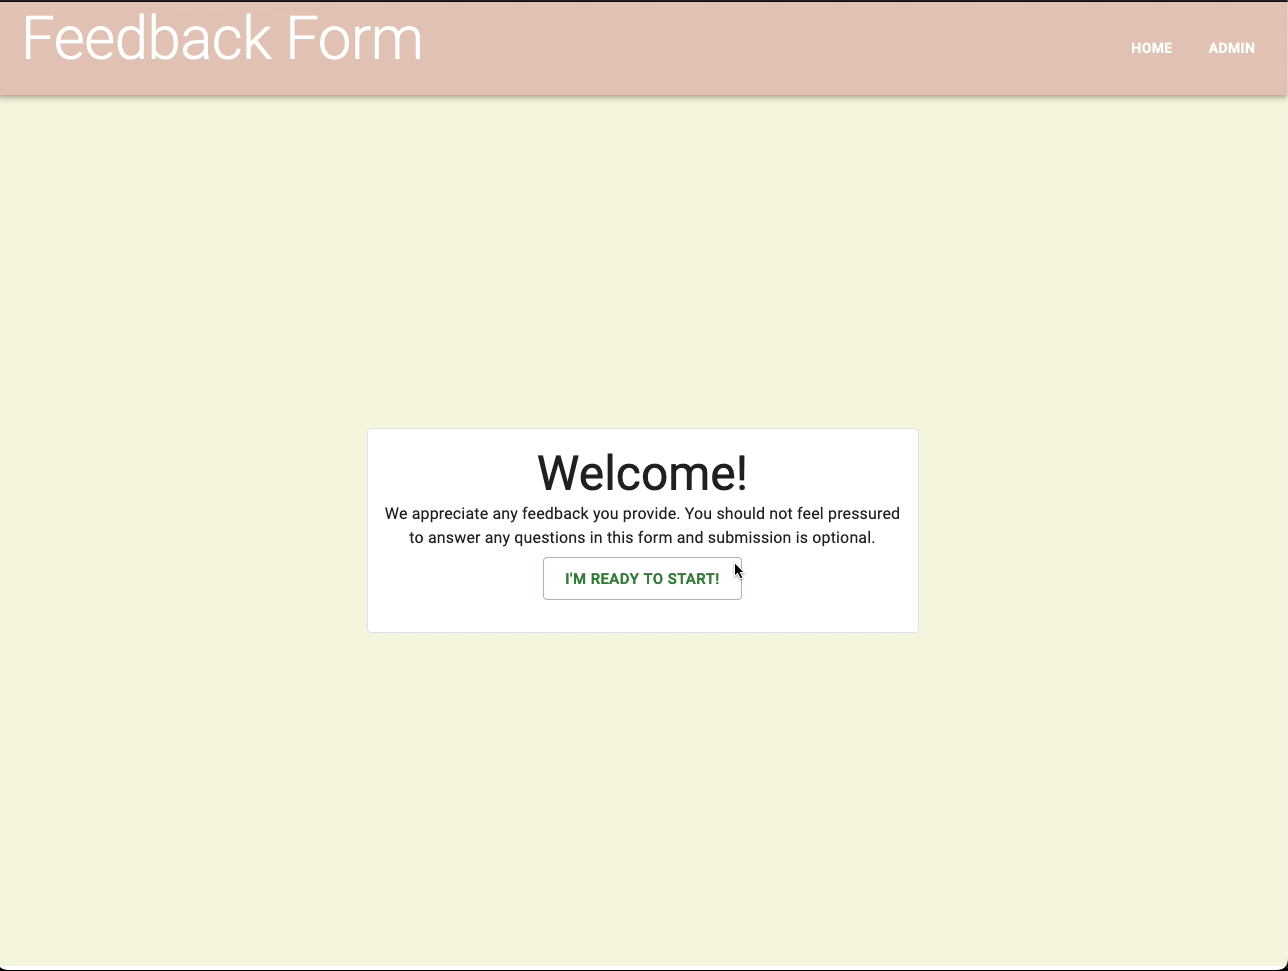 Feedback Form
HOME
ADMIN
Welcome!
We appreciate any feedback you provide. You should not feel pressured
to answer any questions in this form and submission is optional.
I'M READY TO START!